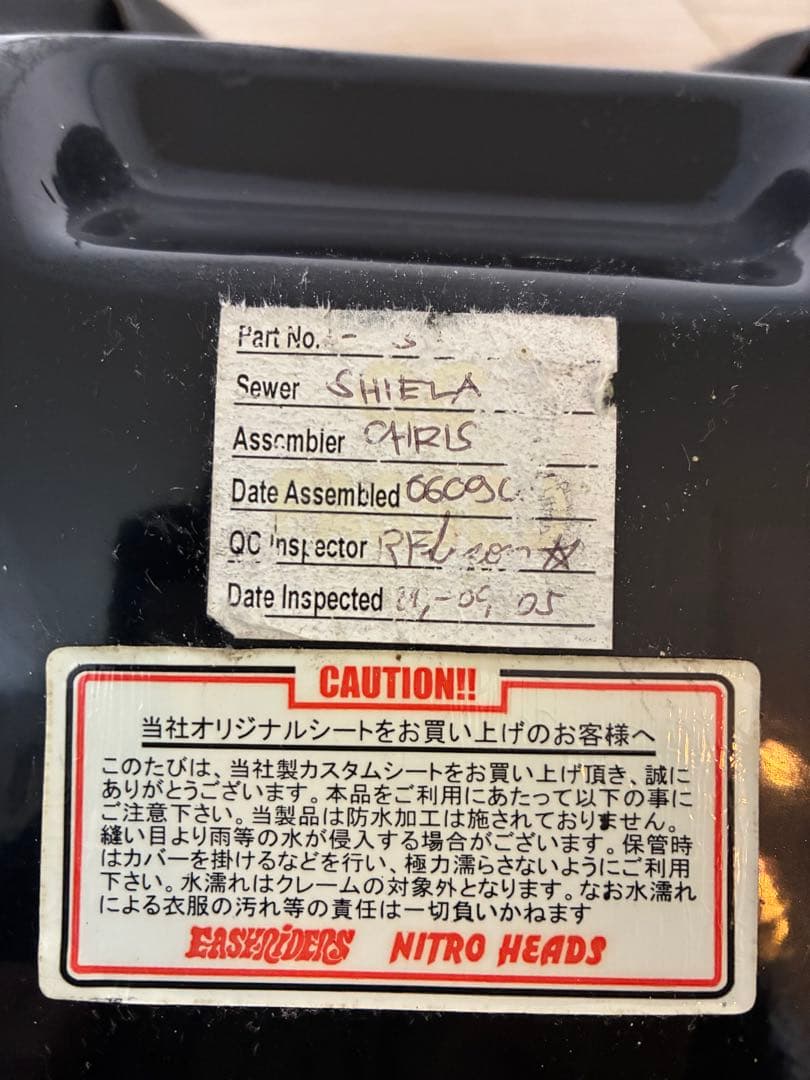 Part No.
Sewer SHIELA
Assembler CHRIS
Date Assembled
QC Inspector
Date Inspected
CAUTION!!
当社オリジナルシートをお買い上げのお客様へ
このたびは、当社製カスタムシートをお買い上げ頂き、誠に
ありがとうございます。本品をご利用にあたって以下の事に
ご注意下さい。当製品は防水加工は施されておりません。
縫い目より雨等の水が侵入する場合がございます。保管時
はカバーを掛けるなどを行い、極力濡らさないようにご利用
下さい。水濡れはクレームの対象外となります。なお水濡れ
による衣服の汚れ等の責任は一切負いかねます
EASYRIDERS NITRO HEADS